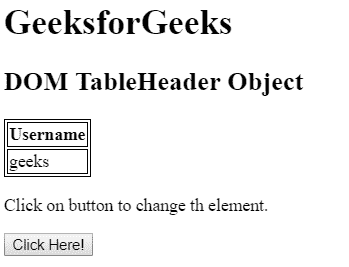 GeeksforGeeks
DOM TableHeader Object
Username
geeks
Click on button to change th element.
Click Here!